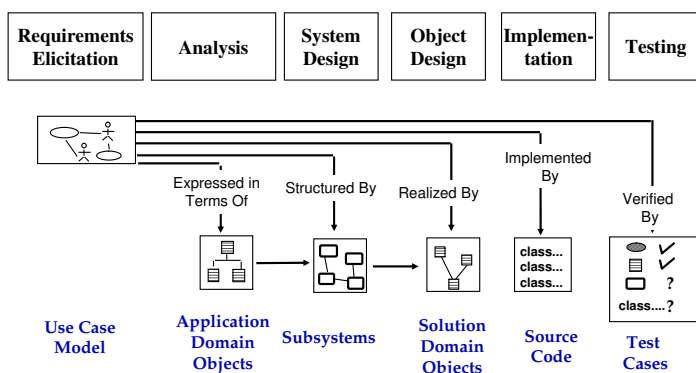 Requirements
Elicitation
Analysis
System
Design
Object
Design
Implemen-
tation
Testing
Expressed in
Terms Of
Structured By
Realized By
Implemented
By
Verified
By
class...
class...
class...
?
class....?
Use Case
Model
Application
Domain
Objects
Subsystems
Solution
Domain
Objects
Source
Code
Test
Cases